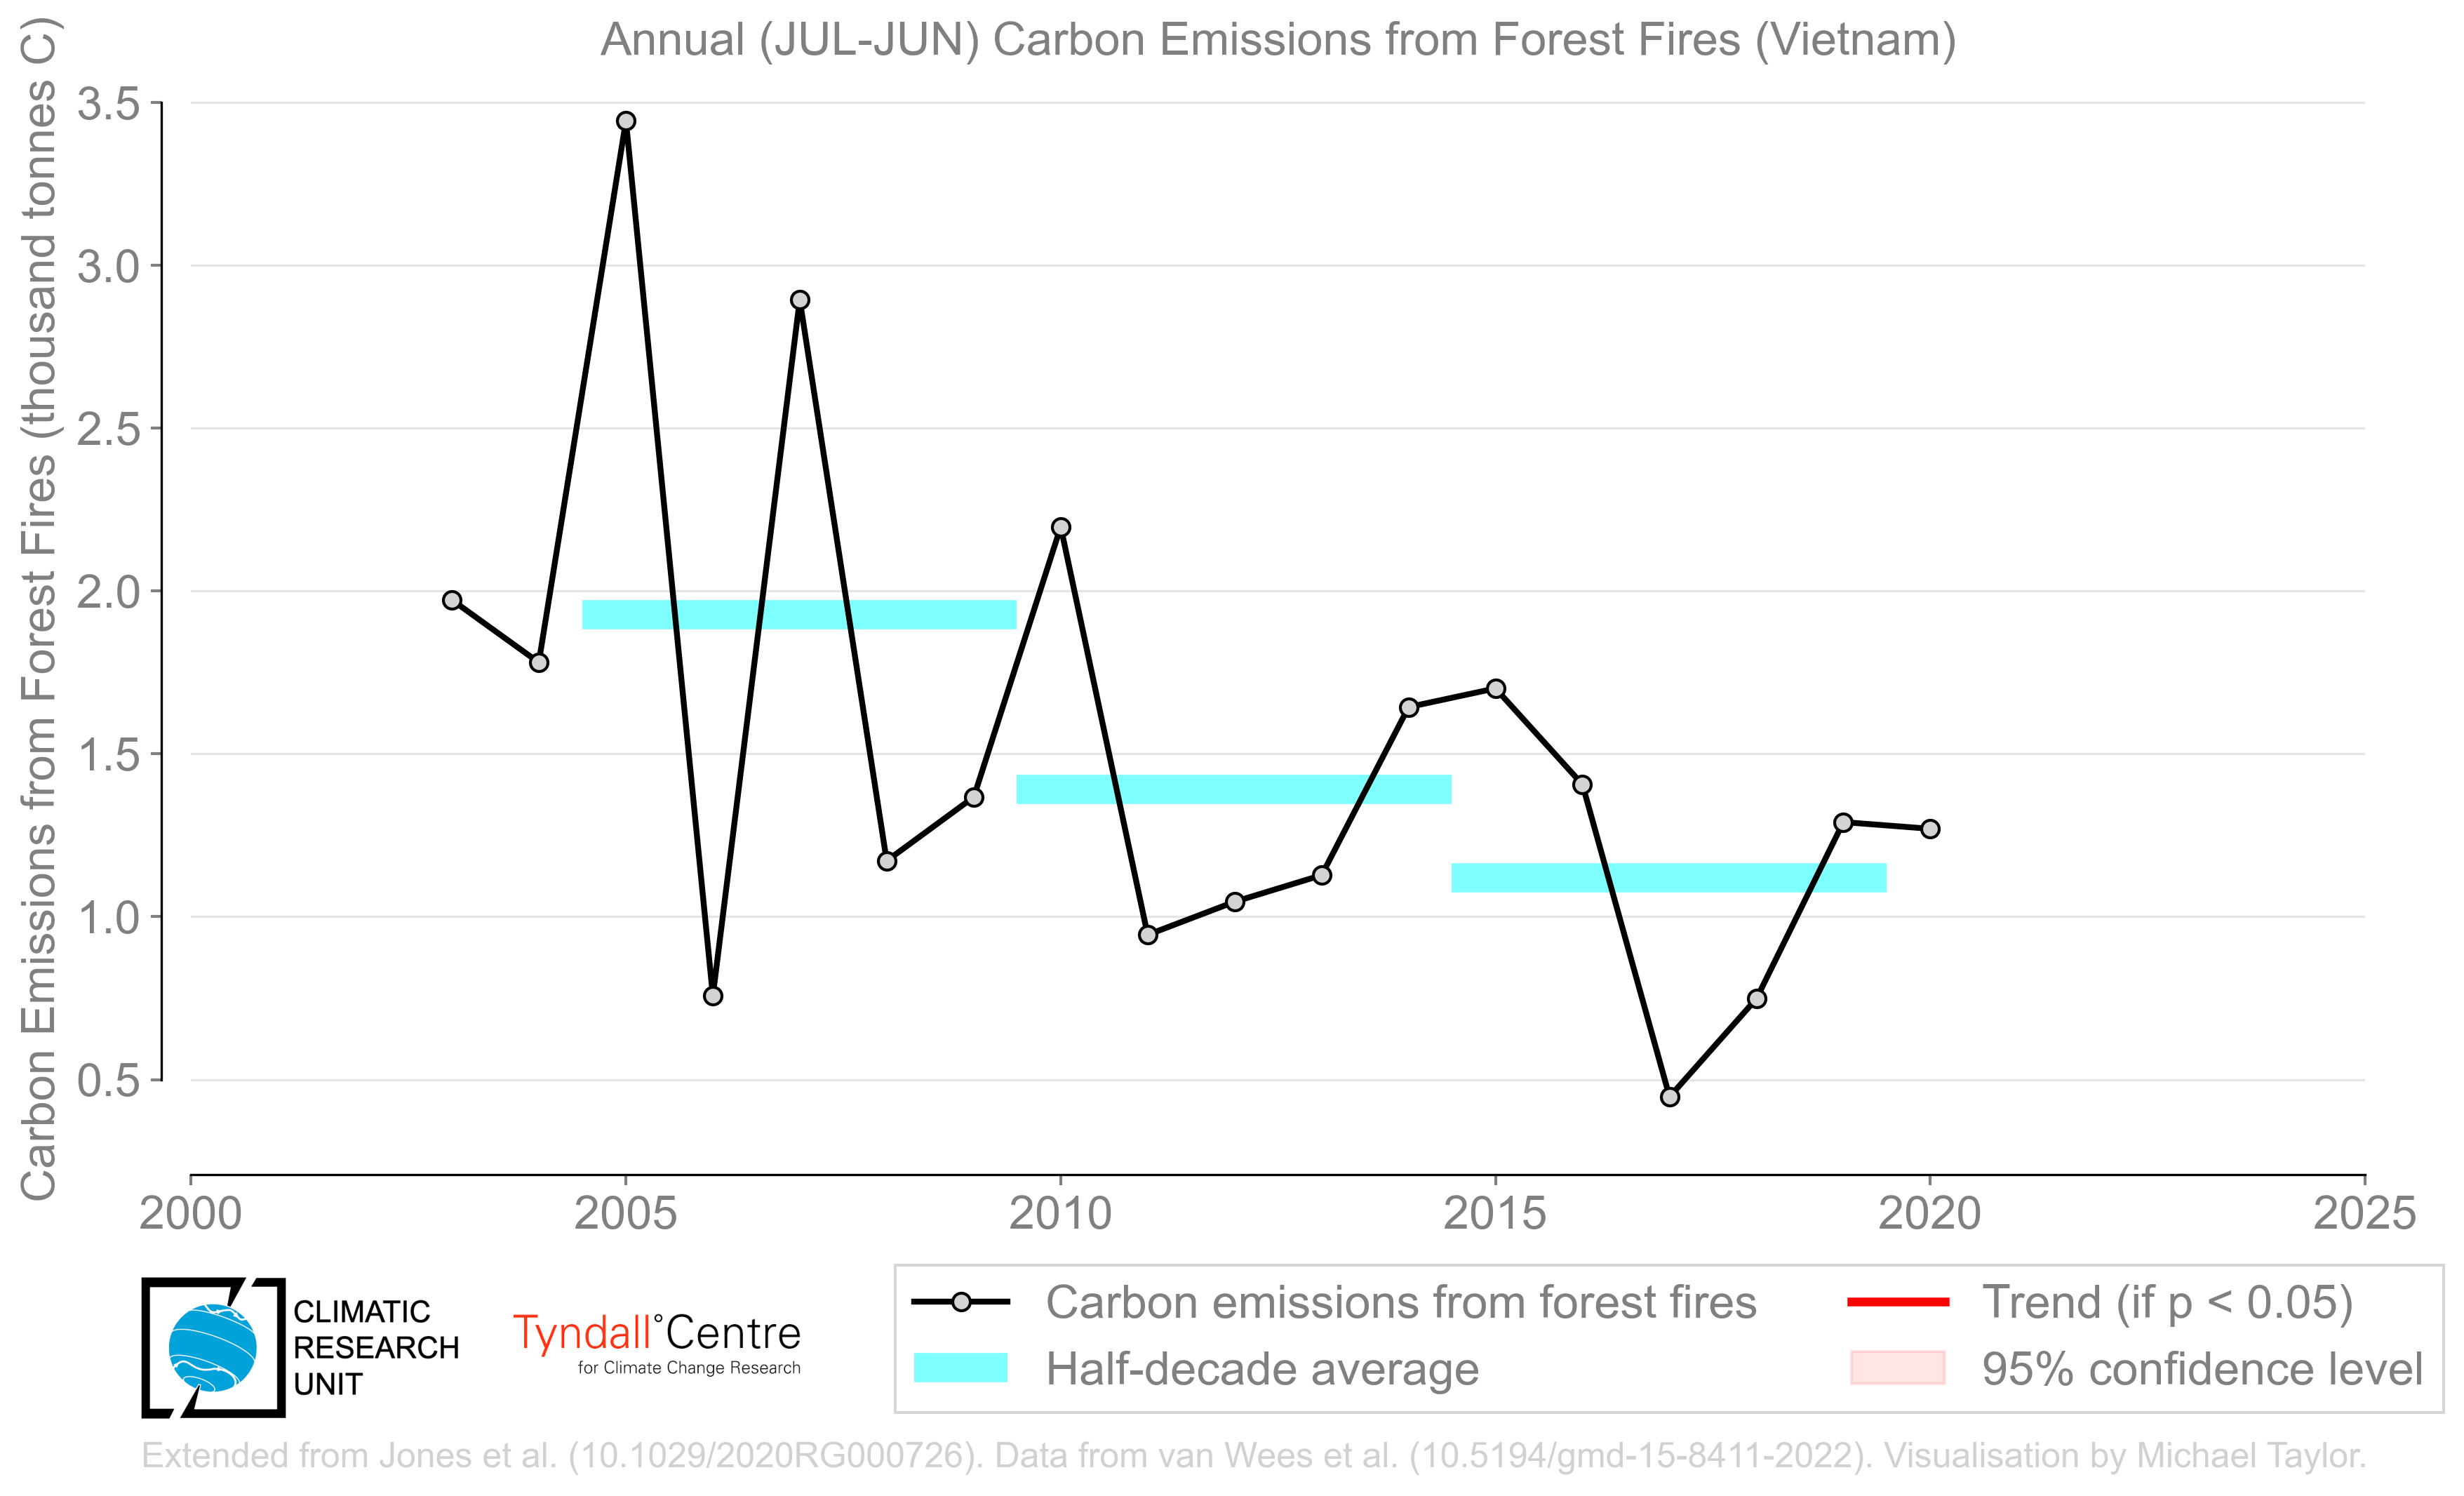 Annual (JUL-JUN) Carbon Emissions from Forest Fires (Vietnam)
Carbon Emissions from Forest Fires (thousand tonnes C)
3.5
3.0
2.5
2.0
1.5
1.0
0.5
2000 2005 2010 2015 2020 2025
CLIMATIC
RESEARCH
UNIT
Tyndall°Centre
for Climate Change Research
Carbon emissions from forest fires
Half-decade average
Trend (if p < 0.05)
95% confidence level
Extended from Jones et al. (10.1029/2020RG000726). Data from van Wees et al. (10.5194/gmd-15-8411-2022). Visualisation by Michael Taylor.